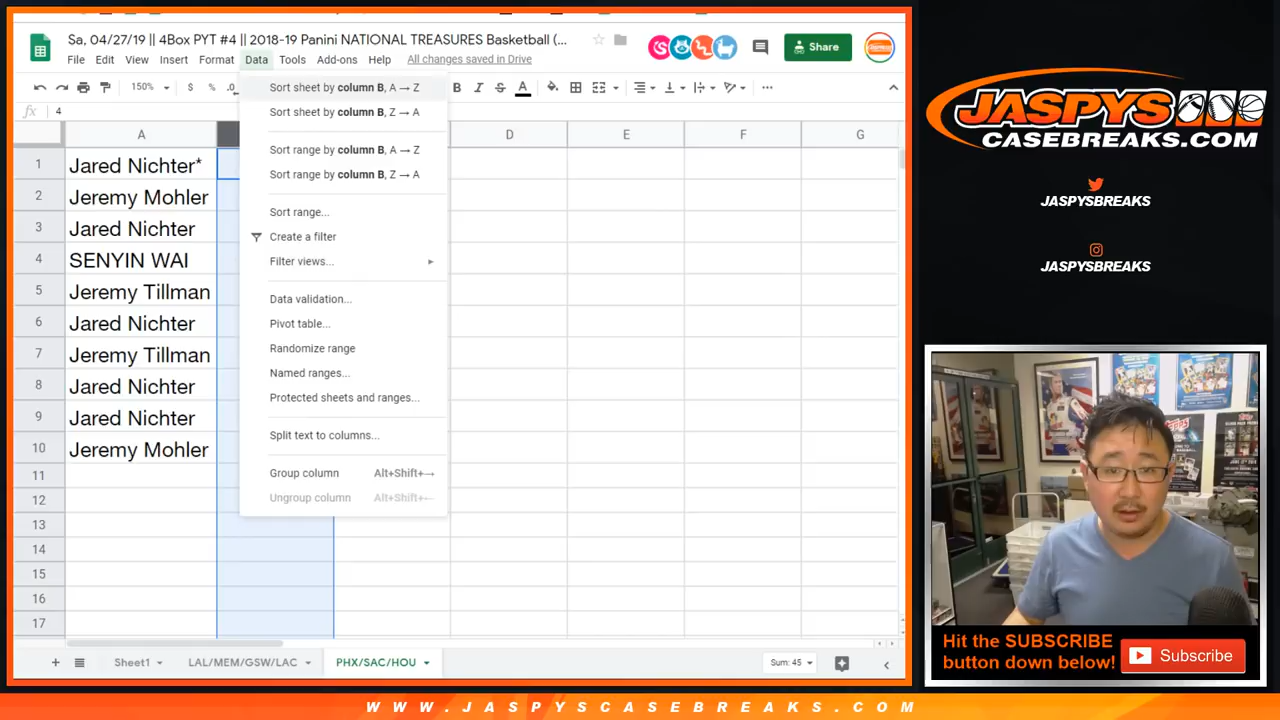 Sa, 04/27/19 || 4Box PYT #4 || 2018-19 Panini NATIONAL TREASURES Basketball (...
File Edit View Insert Format Data Tools Add-ons Help All changes saved in Drive
Share
150% $ % .0
fx 4
A D E F G
1 Jared Nichter*
2 Jeremy Mohler
3 Jared Nichter
4 SENYIN WAI
5 Jeremy Tillman
6 Jared Nichter
7 Jeremy Tillman
8 Jared Nichter
9 Jared Nichter
10 Jeremy Mohler
11
12
13
14
15
16
17
Sort sheet by column B, A → Z
Sort sheet by column B, Z → A
Sort range by column B, A → Z
Sort range by column B, Z → A
Sort range...
Create a filter
Filter views...
Data validation...
Pivot table...
Randomize range
Named ranges...
Protected sheets and ranges...
Split text to columns...
Group column Alt+Shift+→
Ungroup column Alt+Shift+←
Sheet1 LAL/MEM/GSW/LAC PHX/SAC/HOU Sum: 45
JASPYS
CASEBREAKS.COM
JASPYSBREAKS
JASPYSBREAKS
Hit the SUBSCRIBE
button down below!
Subscribe
WWW.JASPYSCASEBREAKS.COM